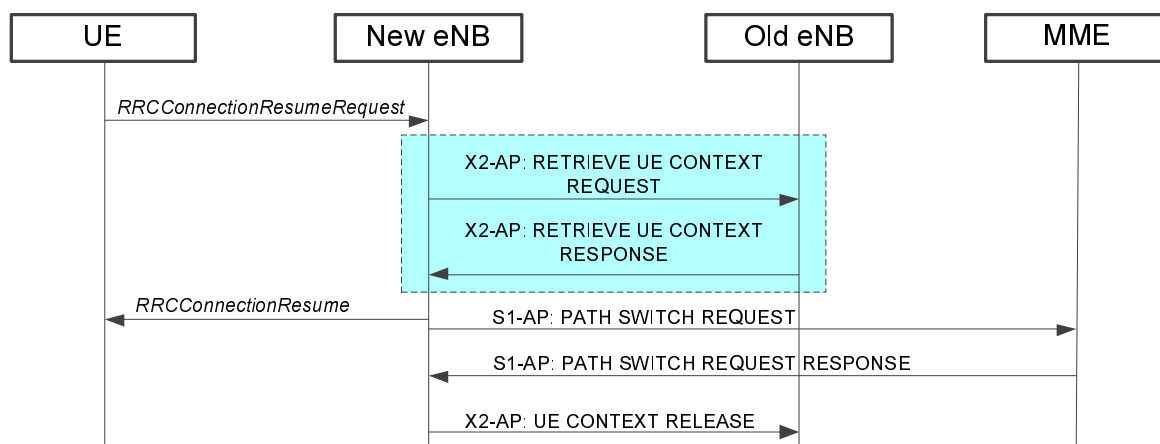 UE
New eNB
Old eNB
MME
RRCConnectionResumeRequest
X2-AP: RETRIEVE UE CONTEXT
REQUEST
X2-AP: RETRIEVE UE CONTEXT
RESPONSE
RRCConnectionResume
S1-AP: PATH SWITCH REQUEST
S1-AP: PATH SWITCH REQUEST RESPONSE
X2-AP: UE CONTEXT RELEASE